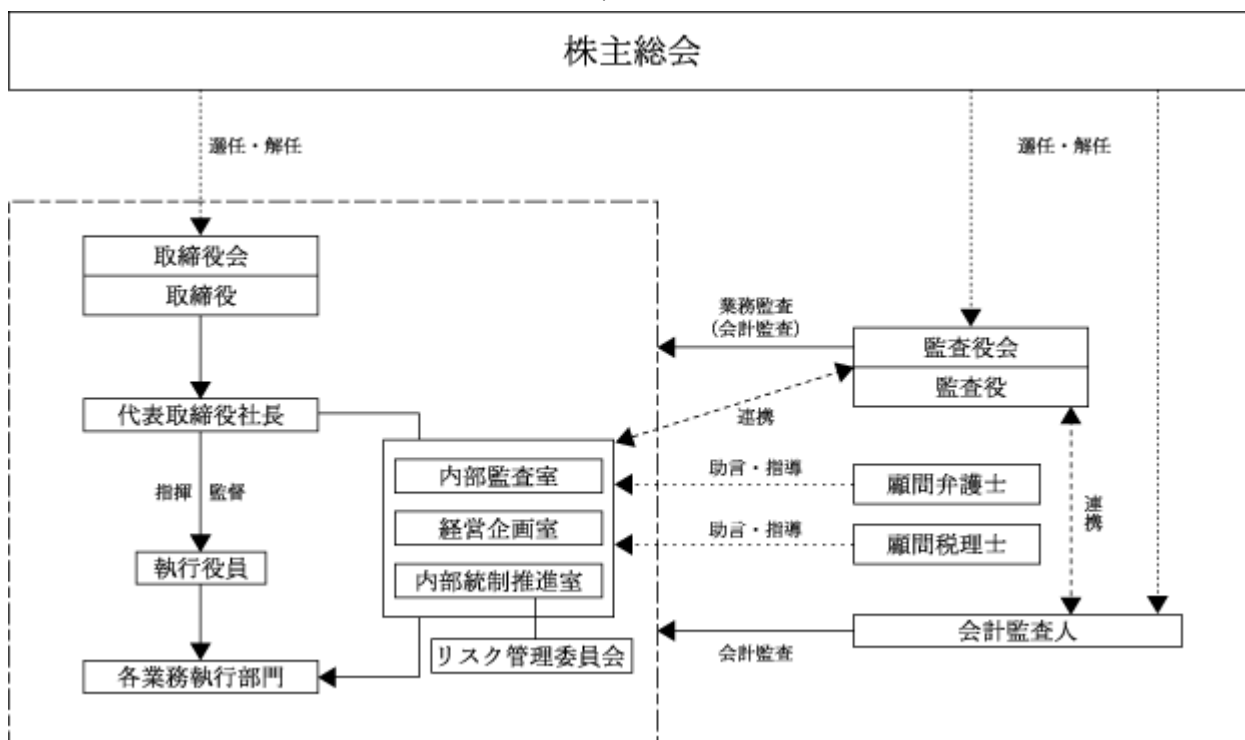 株主総会
選任・解任
選任・解任
取締役会
取締役
業務監査
(会計監査)
監査役会
監査役
代表取締役社長
連携
内部監査室
助言・指導
顧問弁護士
指揮
監督
経営企画室
助言・指導
顧問税理士
連携
執行役員
内部統制推進室
会計監査人
会計監査
リスク管理委員会
各業務執行部門